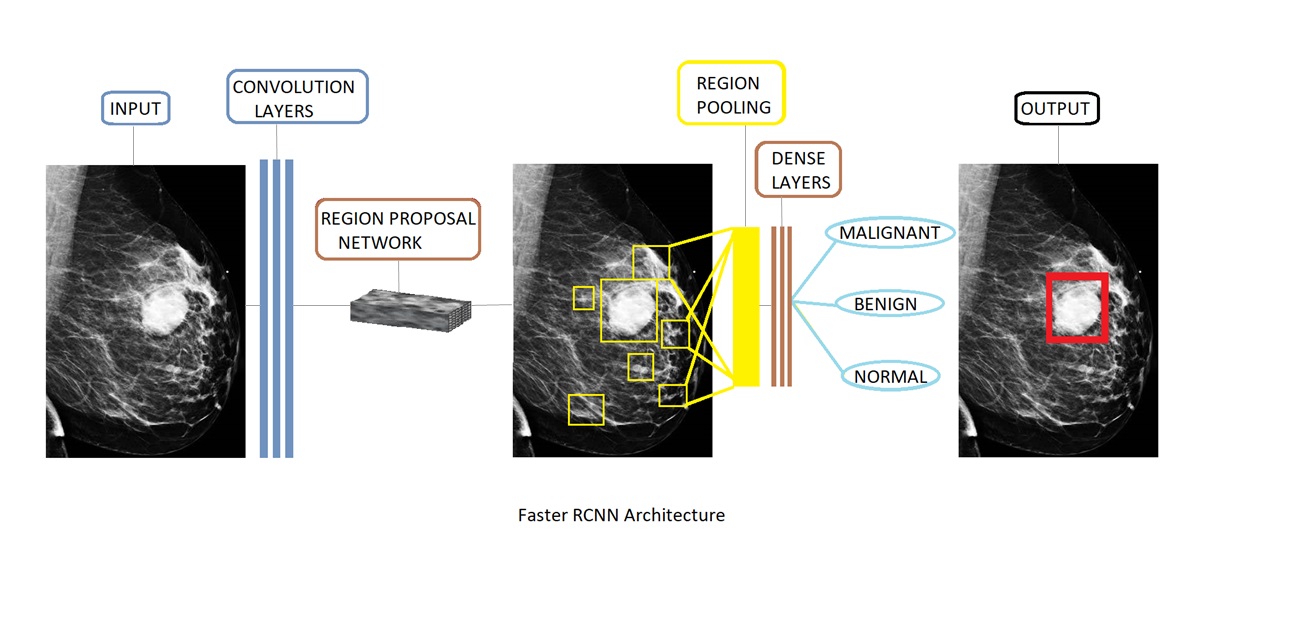 INPUT
CONVOLUTION
LAYERS
REGION PROPOSAL
NETWORK
REGION
POOLING
DENSE
LAYERS
MALIGNANT
BENIGN
NORMAL
OUTPUT
Faster RCNN Architecture